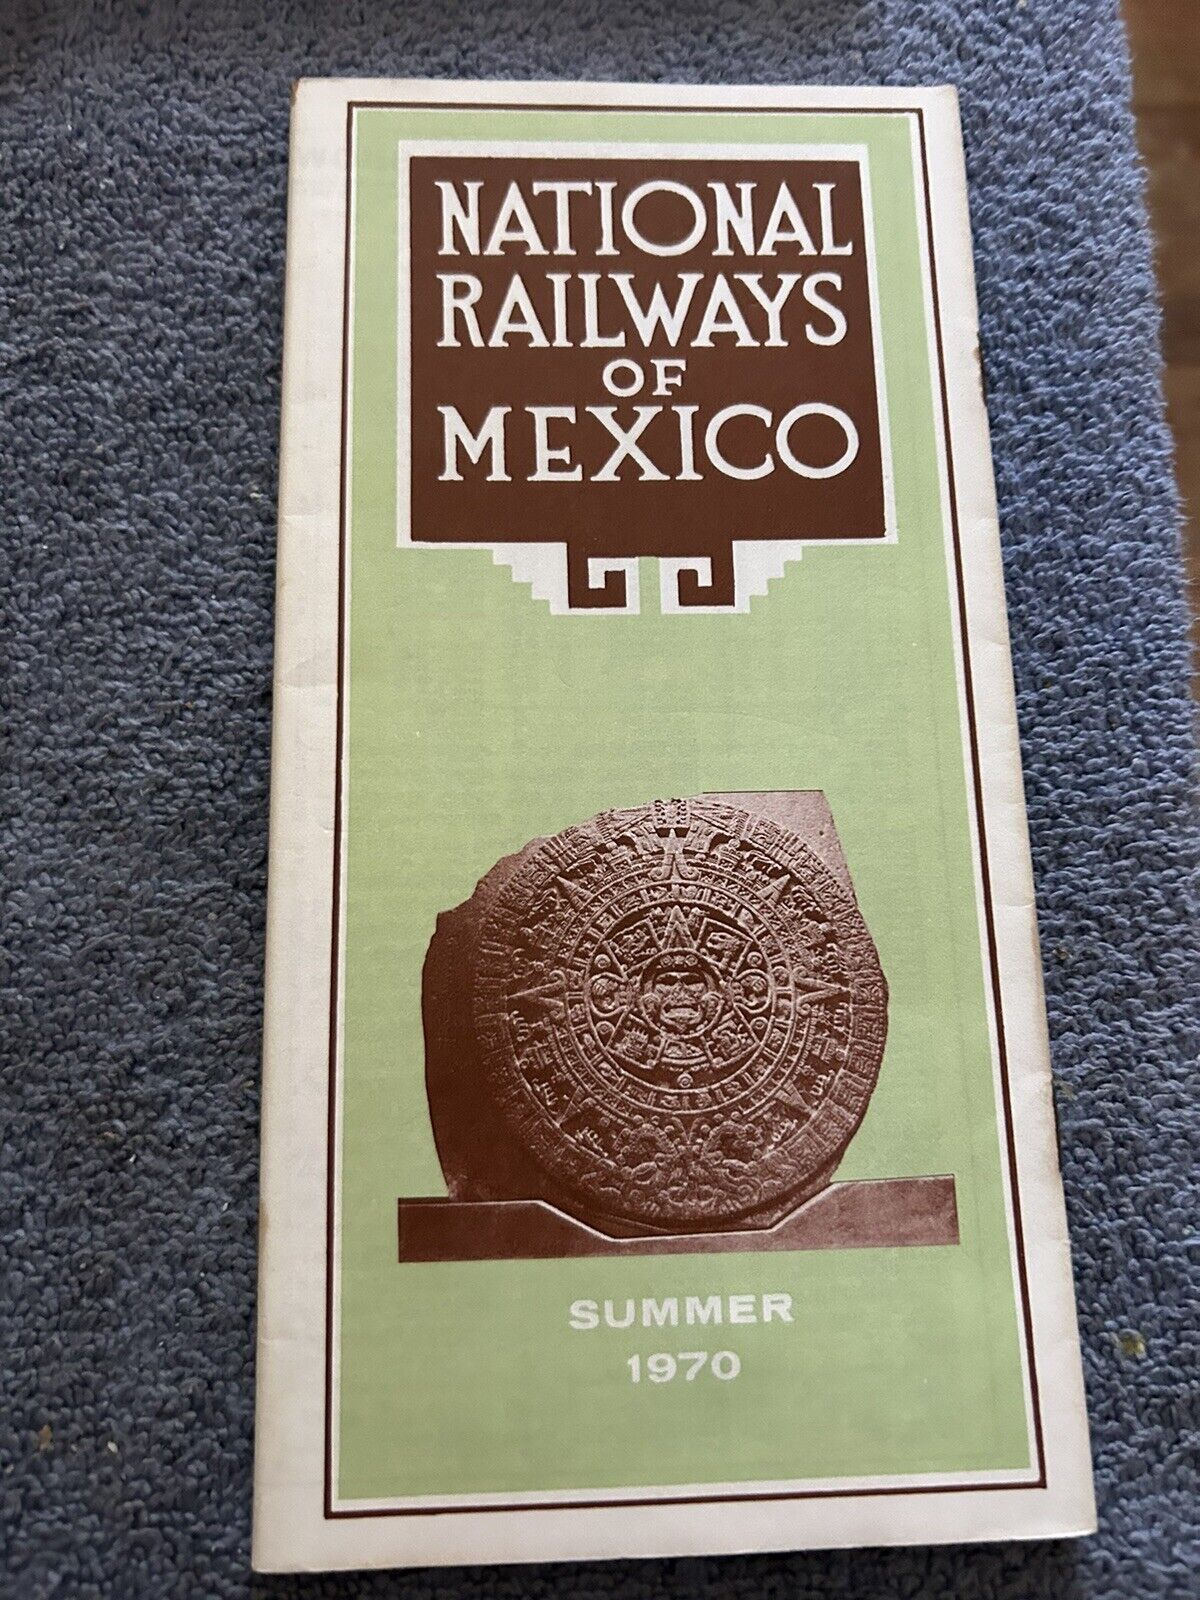 NATIONAL
RAILWAYS
OF
MEXICO
SUMMER
1970